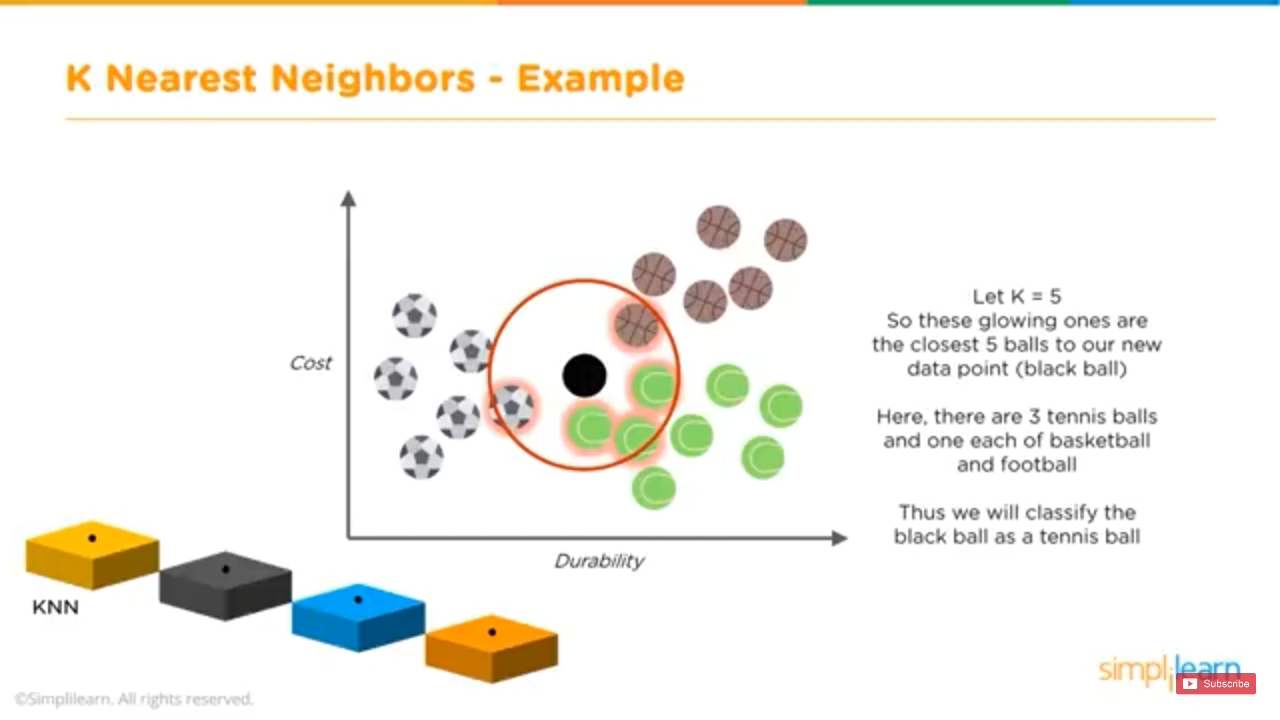 K Nearest Neighbors - Example
Cost
Durability
Let K = 5
So these glowing ones are
the closest 5 balls to our new
data point (black ball)
Here, there are 3 tennis balls
and one each of basketball
and football
Thus we will classify the
black ball as a tennis ball
KNN
©Simplilearn. All rights reserved.
simplilearn
Subscribe